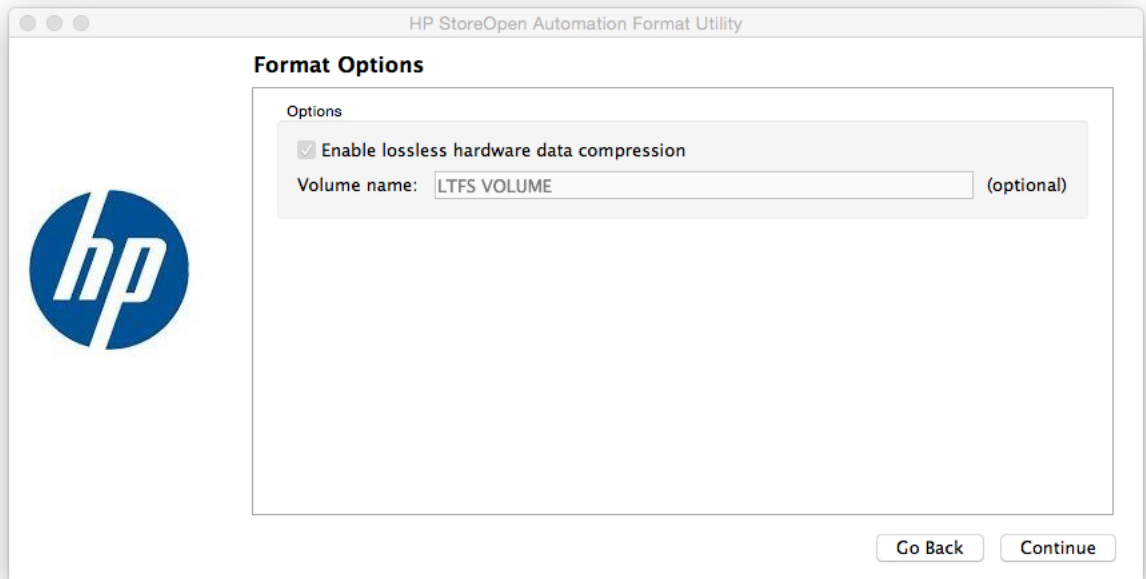 HP StoreOpen Automation Format Utility
Format Options
Options
Enable lossless hardware data compression
Volume name: LTFS VOLUME (optional)
hp
Go Back Continue